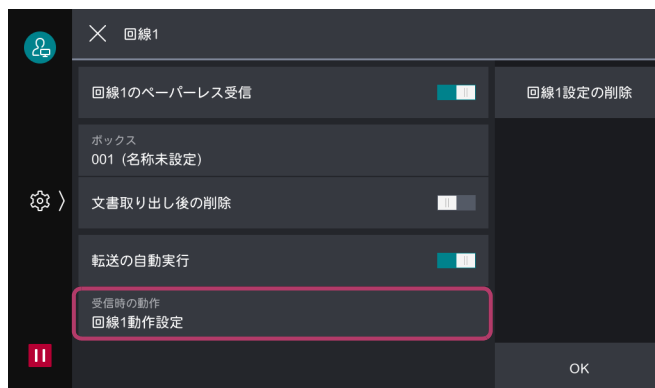 回線1
回線1のペーパーレス受信
回線1設定の削除
ボックス
001 (名称未設定)
文書取り出し後の削除
転送の自動実行
受信時の動作
回線1動作設定
OK